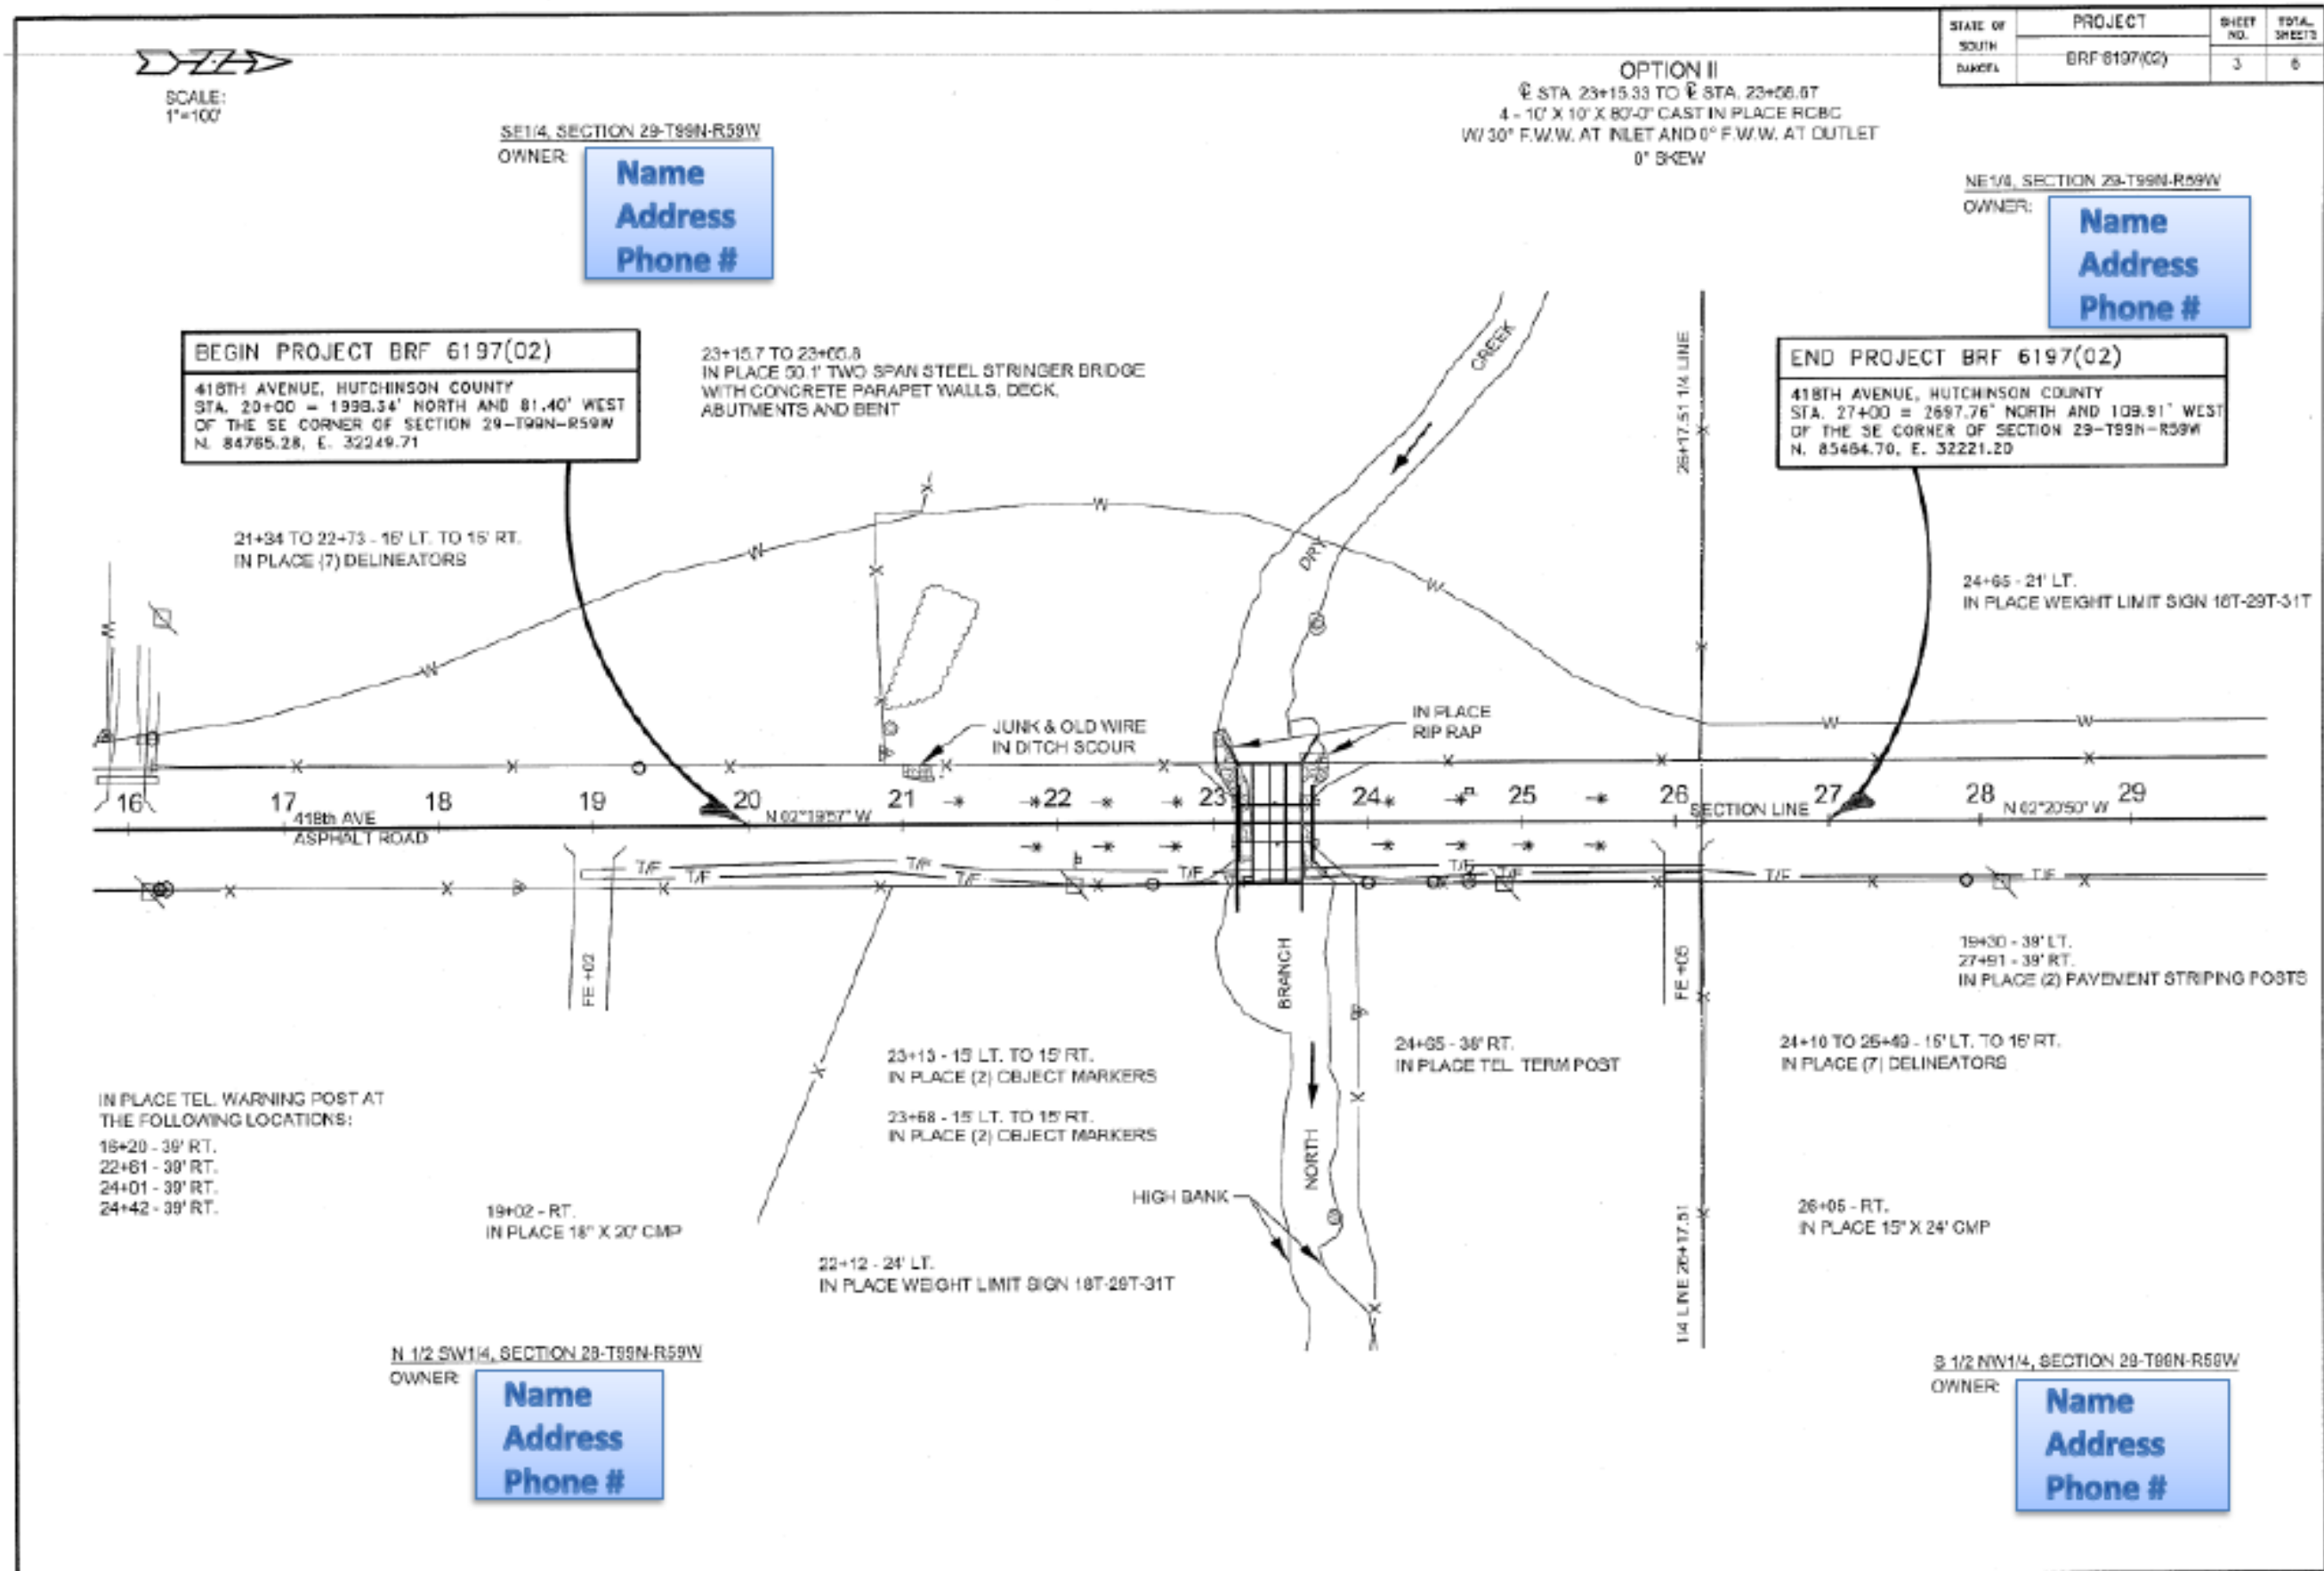 STATE OF
SOUTH
DAKOTA
PROJECT
BRF 6197(02)
SHEET
NO.
3
TOTAL
SHEETS
6
SCALE:
1"=100'
OPTION II
℄ STA. 23+15.33 TO ℄ STA. 23+58.67
4 - 10' X 10' X 80'-0" CAST IN PLACE RCBC
W/ 30° F.W.W. AT INLET AND 0° F.W.W. AT OUTLET
0° SKEW
SE1/4, SECTION 29-T99N-R59W
OWNER:
Name
Address
Phone #
NE1/4, SECTION 29-T99N-R59W
OWNER:
Name
Address
Phone #
BEGIN PROJECT BRF 6197(02)
418TH AVENUE, HUTCHINSON COUNTY
STA. 20+00 = 1998.34' NORTH AND 81.40' WEST
OF THE SE CORNER OF SECTION 29-T99N-R59W
N. 84765.28, E. 32249.71
23+15.7 TO 23+65.8
IN PLACE 50.1' TWO SPAN STEEL STRINGER BRIDGE
WITH CONCRETE PARAPET WALLS, DECK,
ABUTMENTS AND BENT
END PROJECT BRF 6197(02)
418TH AVENUE, HUTCHINSON COUNTY
STA. 27+00 = 2697.76' NORTH AND 109.91' WEST
OF THE SE CORNER OF SECTION 29-T99N-R59W
N. 85464.70, E. 32221.20
CREEK
DRY
26+17.51 1/4 LINE
21+34 TO 22+73 - 15' LT. TO 15' RT.
IN PLACE (7) DELINEATORS
24+65 - 21' LT.
IN PLACE WEIGHT LIMIT SIGN 18T-29T-31T
JUNK & OLD WIRE
IN DITCH SCOUR
IN PLACE
RIP RAP
W W W W W W W
X X X X X X X X X X X
16 17 18 19 20 21 22 23 24 25 26 27 28 29
418th AVE
ASPHALT ROAD
N 02°19'57" W
SECTION LINE
N 02°20'50" W
T/F T/F T/F T/F T/F T/F T/F T/F T/F
FE +02
BRANCH
NORTH
FE +05
19+30 - 39' LT.
27+91 - 39' RT.
IN PLACE (2) PAVEMENT STRIPING POSTS
23+13 - 15' LT. TO 15' RT.
IN PLACE (2) OBJECT MARKERS
23+68 - 15' LT. TO 15' RT.
IN PLACE (2) OBJECT MARKERS
24+65 - 38' RT.
IN PLACE TEL. TERM POST
24+10 TO 25+49 - 15' LT. TO 15' RT.
IN PLACE (7) DELINEATORS
IN PLACE TEL. WARNING POST AT
THE FOLLOWING LOCATIONS:
16+20 - 39' RT.
22+61 - 39' RT.
24+01 - 39' RT.
24+42 - 39' RT.
19+02 - RT.
IN PLACE 18" X 20' CMP
HIGH BANK
22+12 - 24' LT.
IN PLACE WEIGHT LIMIT SIGN 18T-29T-31T
1/4 LINE 26+17.51
26+05 - RT.
IN PLACE 15" X 24' CMP
N 1/2 SW1/4, SECTION 28-T99N-R59W
OWNER:
Name
Address
Phone #
S 1/2 NW1/4, SECTION 28-T99N-R59W
OWNER:
Name
Address
Phone #